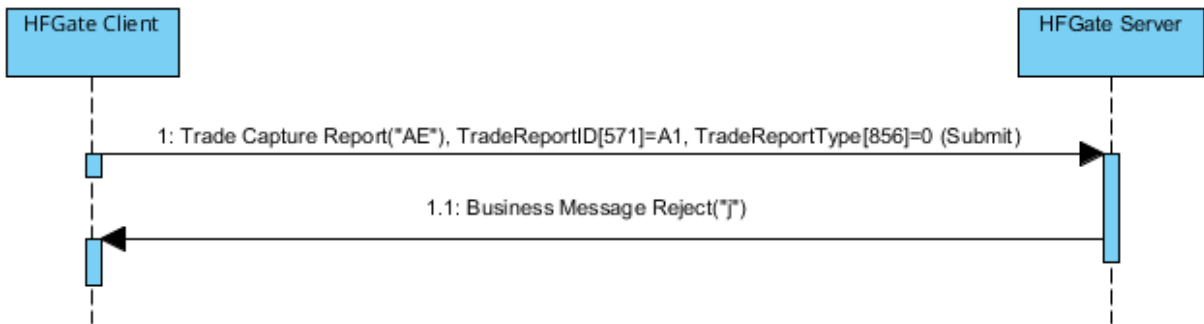 HFGate Client
HFGate Server
1: Trade Capture Report("AE"), TradeReportID[571]=A1, TradeReportType[856]=0 (Submit)
1.1: Business Message Reject("j")